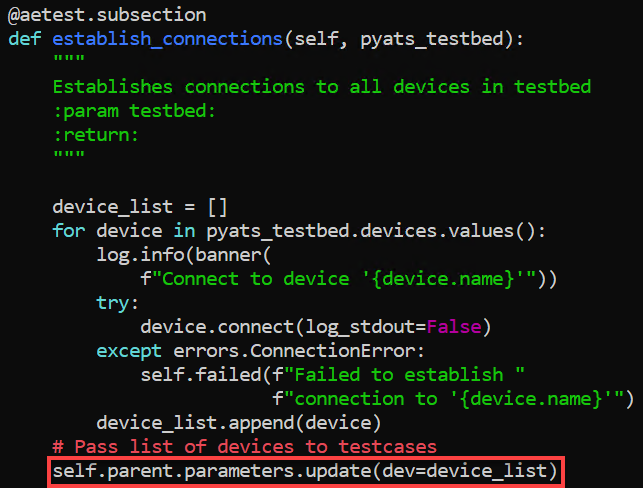 @aetest.subsection
def establish_connections(self, pyats_testbed):
    """
    Establishes connections to all devices in testbed
    :param testbed:
    :return:
    """

    device_list = []
    for device in pyats_testbed.devices.values():
        log.info(banner(
            f"Connect to device '{device.name}'"))
        try:
            device.connect(log_stdout=False)
        except errors.ConnectionError:
            self.failed(f"Failed to establish "
                        f"connection to '{device.name}'")
        device_list.append(device)
    # Pass list of devices to testcases
    self.parent.parameters.update(dev=device_list)